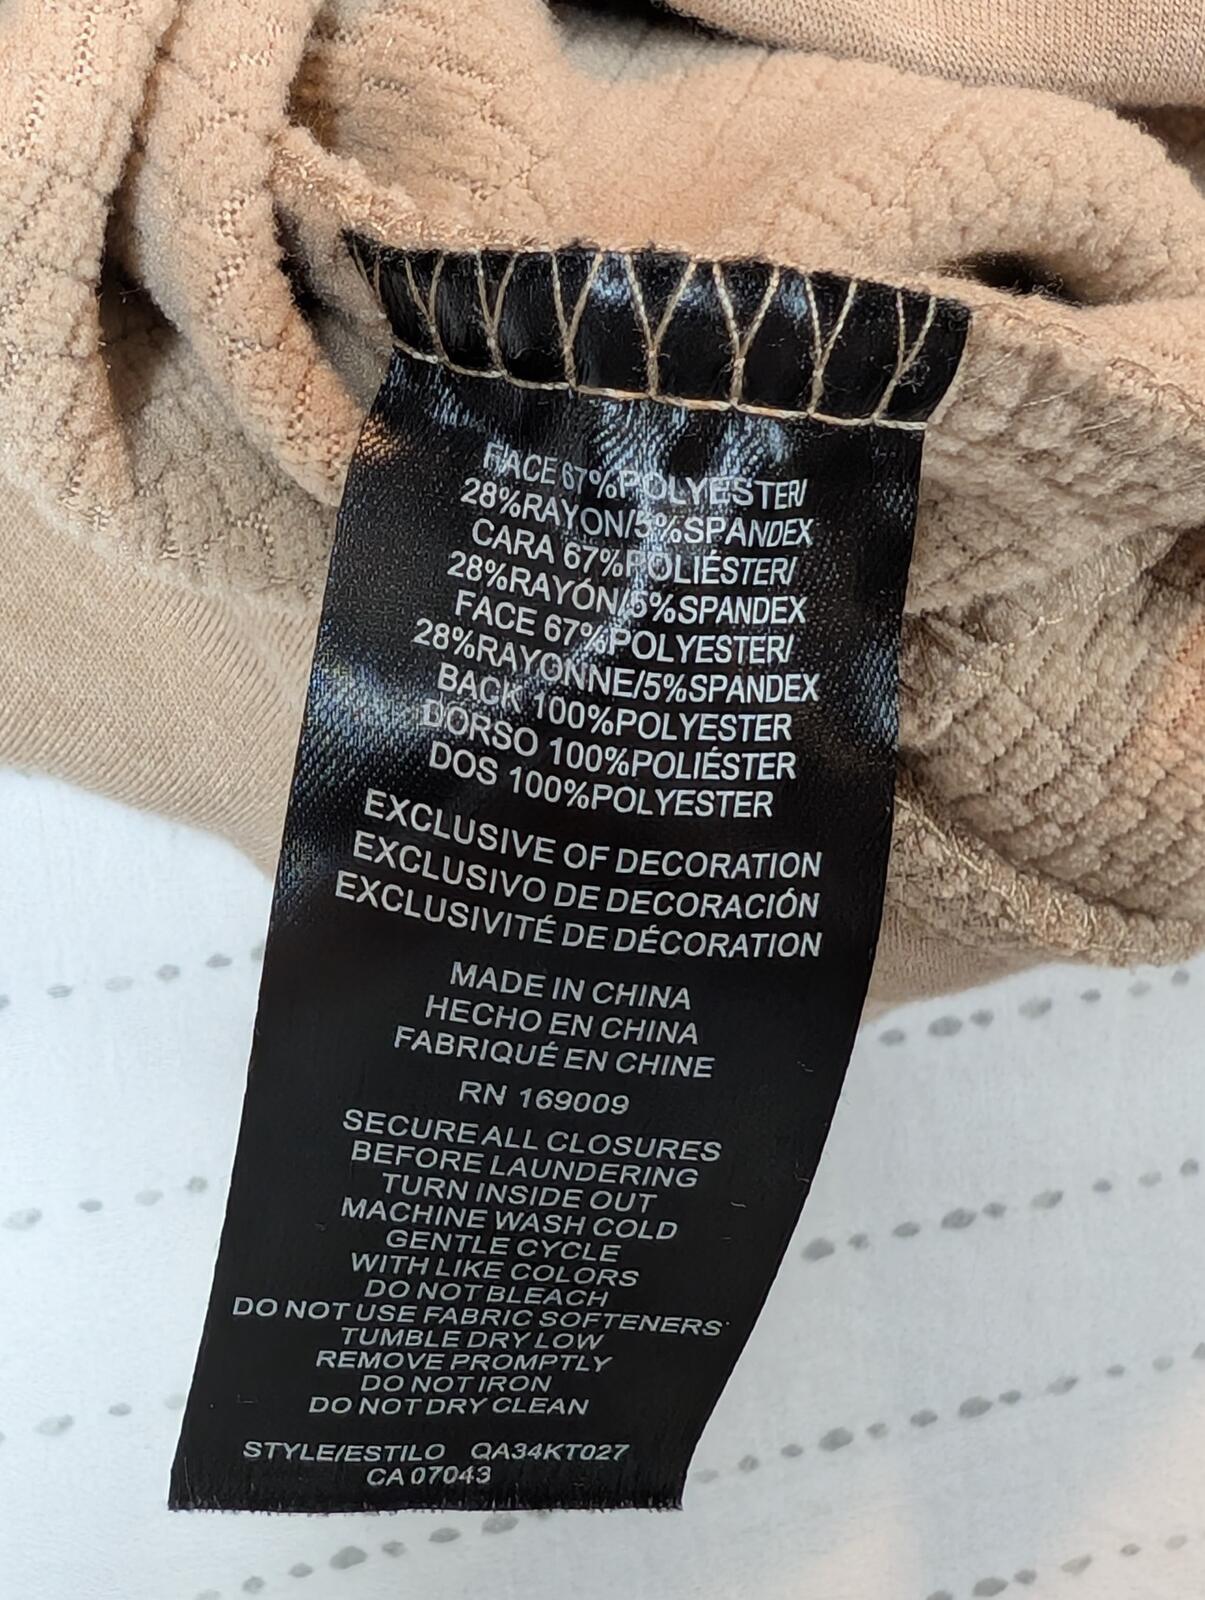 FACE 67%POLYESTER/
28%RAYON/5%SPANDEX
CARA 67%POLIÉSTER/
28%RAYÓN/5%SPANDEX
FACE 67%POLYESTER/
28%RAYONNE/5%SPANDEX
BACK 100%POLYESTER
DORSO 100%POLIÉSTER
DOS 100%POLYESTER
EXCLUSIVE OF DECORATION
EXCLUSIVO DE DECORACIÓN
EXCLUSIVITÉ DE DÉCORATION
MADE IN CHINA
HECHO EN CHINA
FABRIQUÉ EN CHINE
RN 169009
SECURE ALL CLOSURES
BEFORE LAUNDERING
TURN INSIDE OUT
MACHINE WASH COLD
GENTLE CYCLE
WITH LIKE COLORS
DO NOT BLEACH
DO NOT USE FABRIC SOFTENERS
TUMBLE DRY LOW
REMOVE PROMPTLY
DO NOT IRON
DO NOT DRY CLEAN
STYLE/ESTILO QA34KT027
CA 07043